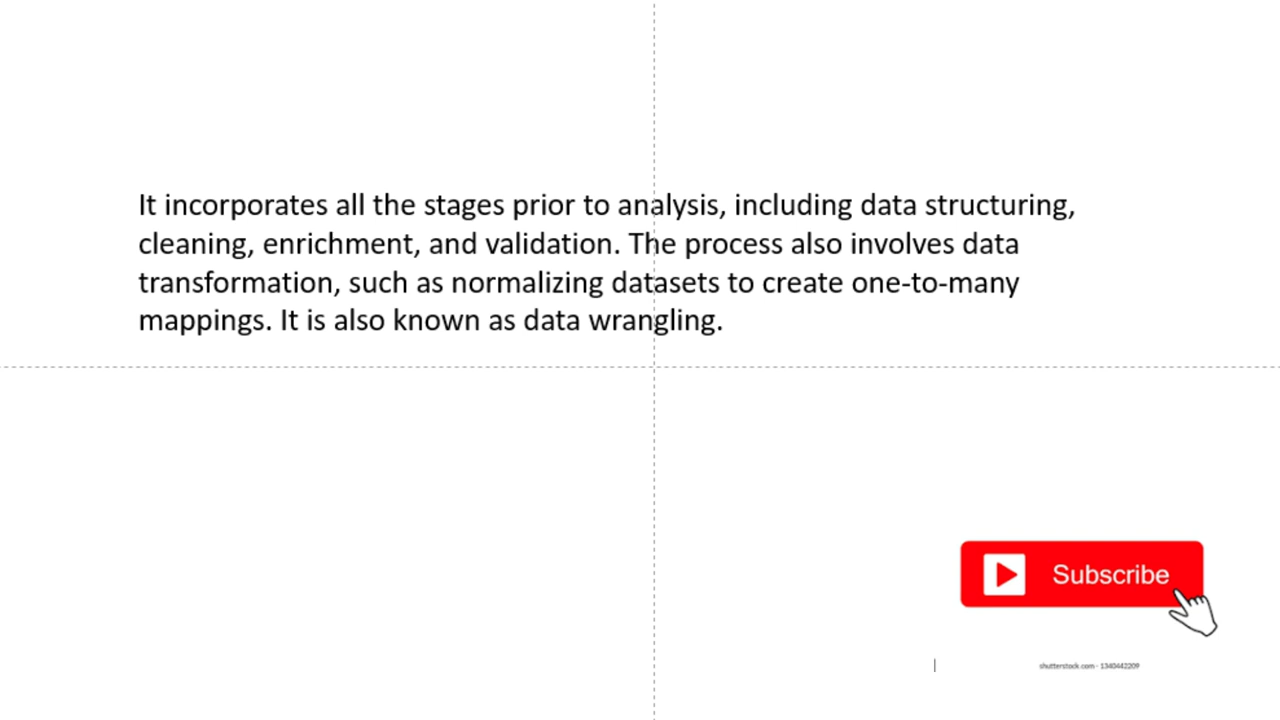 It incorporates all the stages prior to analysis, including data structuring,
cleaning, enrichment, and validation. The process also involves data
transformation, such as normalizing datasets to create one-to-many
mappings. It is also known as data wrangling.
Subscribe
shutterstock.com · 1340442209